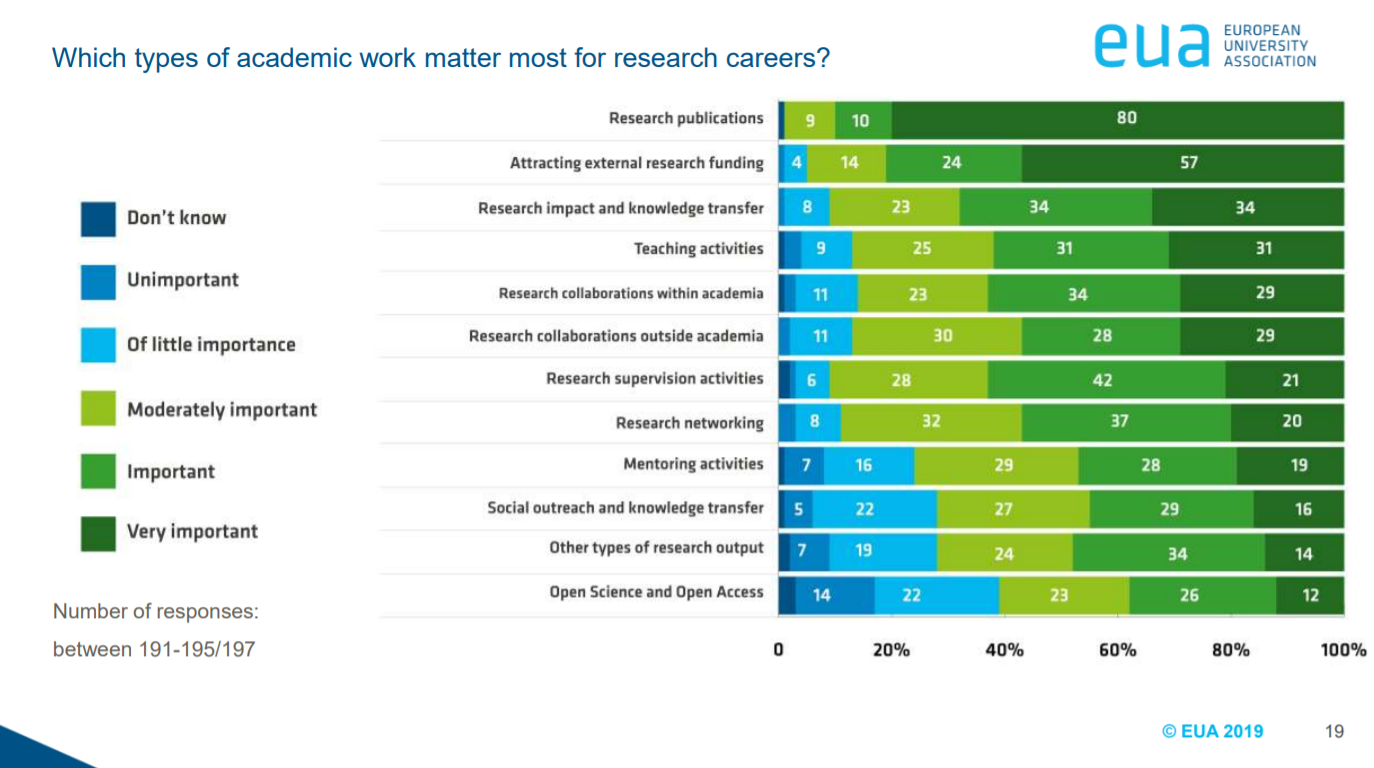 Which types of academic work matter most for research careers?
eua EUROPEAN
UNIVERSITY
ASSOCIATION
Research publications 9 10 80
Attracting external research funding 4 14 24 57
Research impact and knowledge transfer 8 23 34 34
Teaching activities 9 25 31 31
Research collaborations within academia 11 23 34 29
Research collaborations outside academia 11 30 28 29
Research supervision activities 6 28 42 21
Research networking 8 32 37 20
Mentoring activities 7 16 29 28 19
Social outreach and knowledge transfer 5 22 27 29 16
Other types of research output 7 19 24 34 14
Open Science and Open Access 14 22 23 26 12
0 20% 40% 60% 80% 100%
Don't know
Unimportant
Of little importance
Moderately important
Important
Very important
Number of responses:
between 191-195/197
© EUA 2019 19